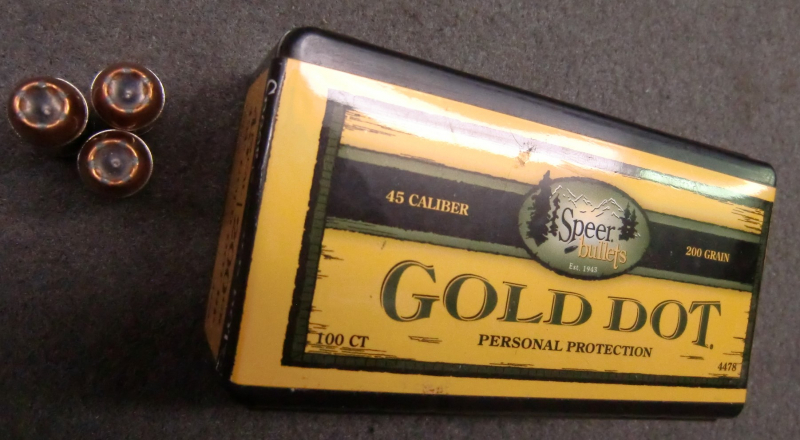 45 CALIBER
Speer
bullets
Est. 1943
200 GRAIN
GOLD DOT
PERSONAL PROTECTION
100 CT
4478